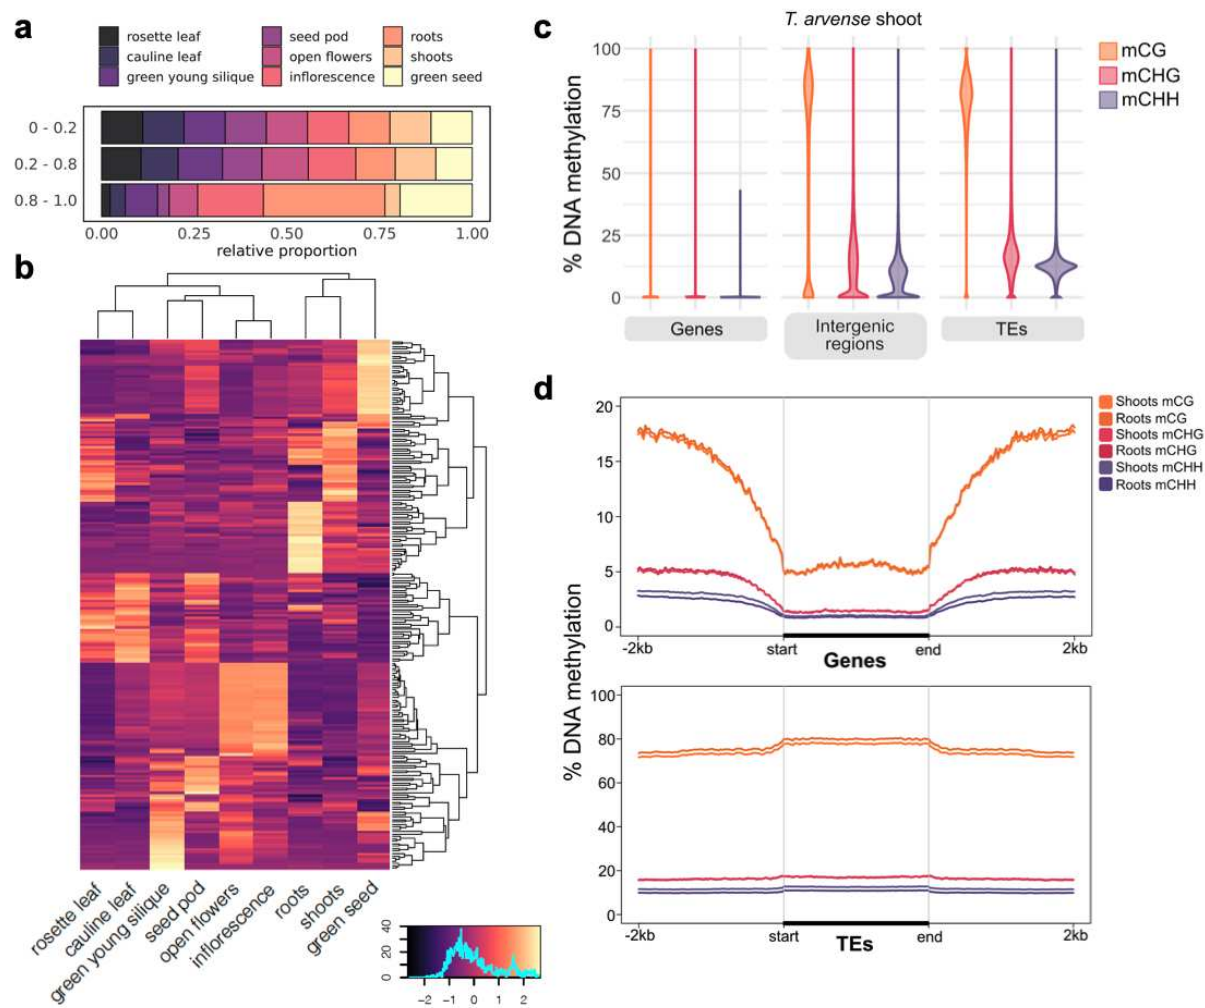 a
rosette leaf
cauline leaf
green young silique
seed pod
open flowers
inflorescence
roots
shoots
green seed
0 - 0.2
0.2 - 0.8
0.8 - 1.0
0.00 0.25 0.50 0.75 1.00
relative proportion
b
rosette leaf
cauline leaf
green young silique
seed pod
open flowers
inflorescence
roots
shoots
green seed
40
20
0
-2 -1 0 1 2
c
T. arvense shoot
mCG
mCHG
mCHH
% DNA methylation
100
75
50
25
0
Genes
Intergenic
regions
TEs
d
Shoots mCG
Roots mCG
Shoots mCHG
Roots mCHG
Shoots mCHH
Roots mCHH
20
15
10
5
0
-2kb start end 2kb
Genes
% DNA methylation
100
80
60
40
20
0
-2kb start end 2kb
TEs